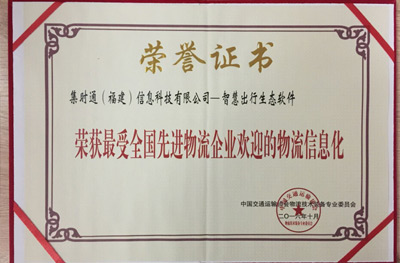 荣誉证书
集时通（福建）信息科技有限公司—智慧出行生态软件
荣获最受全国先进物流企业欢迎的物流信息化
中国交通运输协会物流技术装备专业委员会
二〇一六年十月